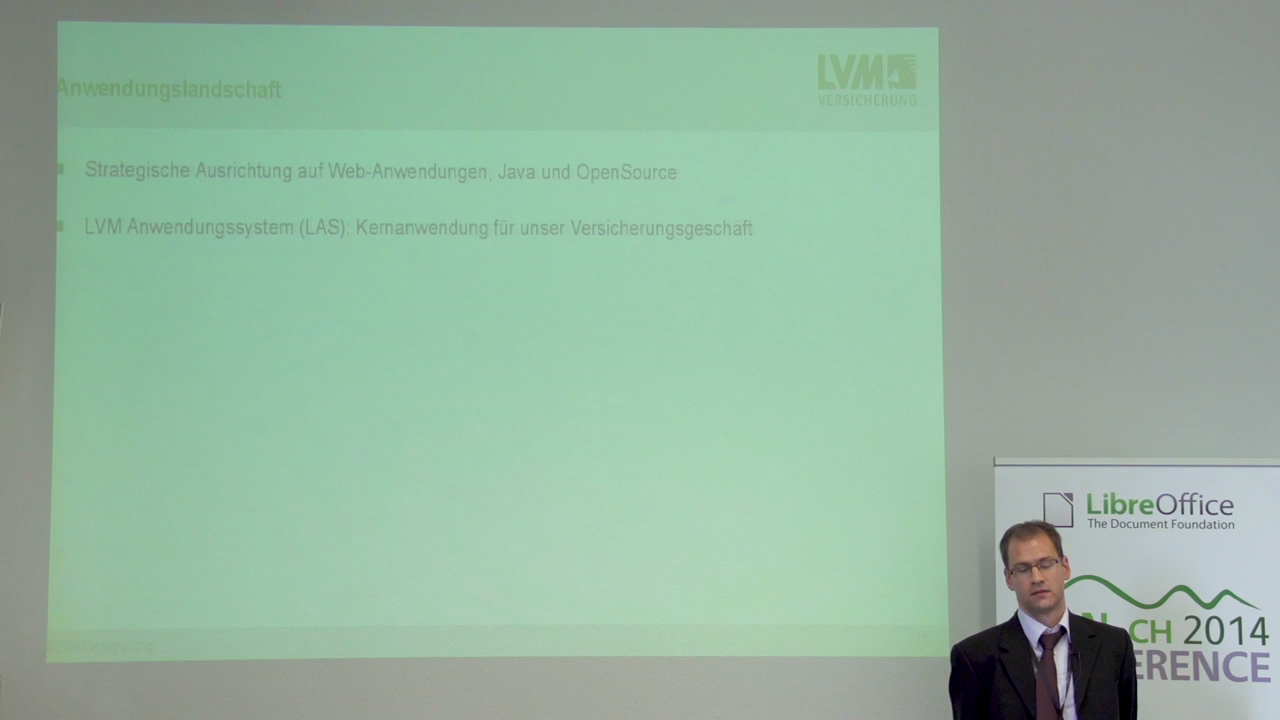 Anwendungslandschaft
LVM
VERSICHERUNG
Strategische Ausrichtung auf Web-Anwendungen, Java und OpenSource
LVM Anwendungssystem (LAS): Kernanwendung für unser Versicherungsgeschäft
LibreOffice
The Document Foundation
CH 2014
ERENCE